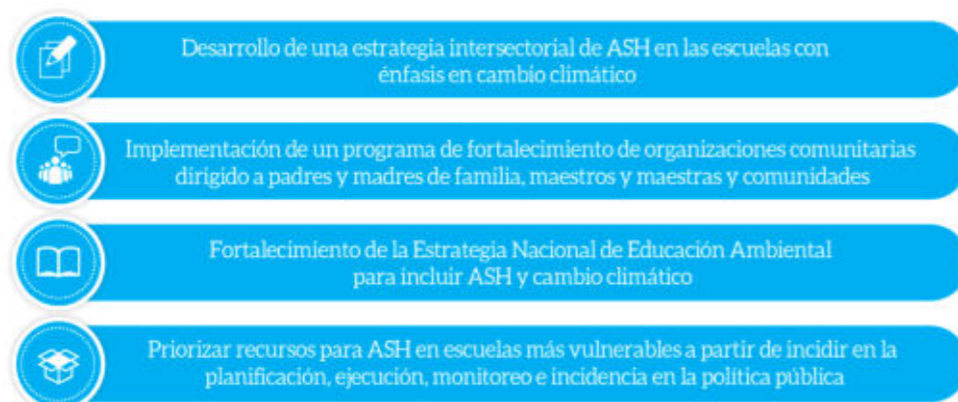 Desarrollo de una estrategia intersectorial de ASH en las escuelas con
énfasis en cambio climático
Implementación de un programa de fortalecimiento de organizaciones comunitarias
dirigido a padres y madres de familia, maestros y maestras y comunidades
Fortalecimiento de la Estrategia Nacional de Educación Ambiental
para incluir ASH y cambio climático
Priorizar recursos para ASH en escuelas más vulnerables a partir de incidir en la
planificación, ejecución, monitoreo e incidencia en la política pública